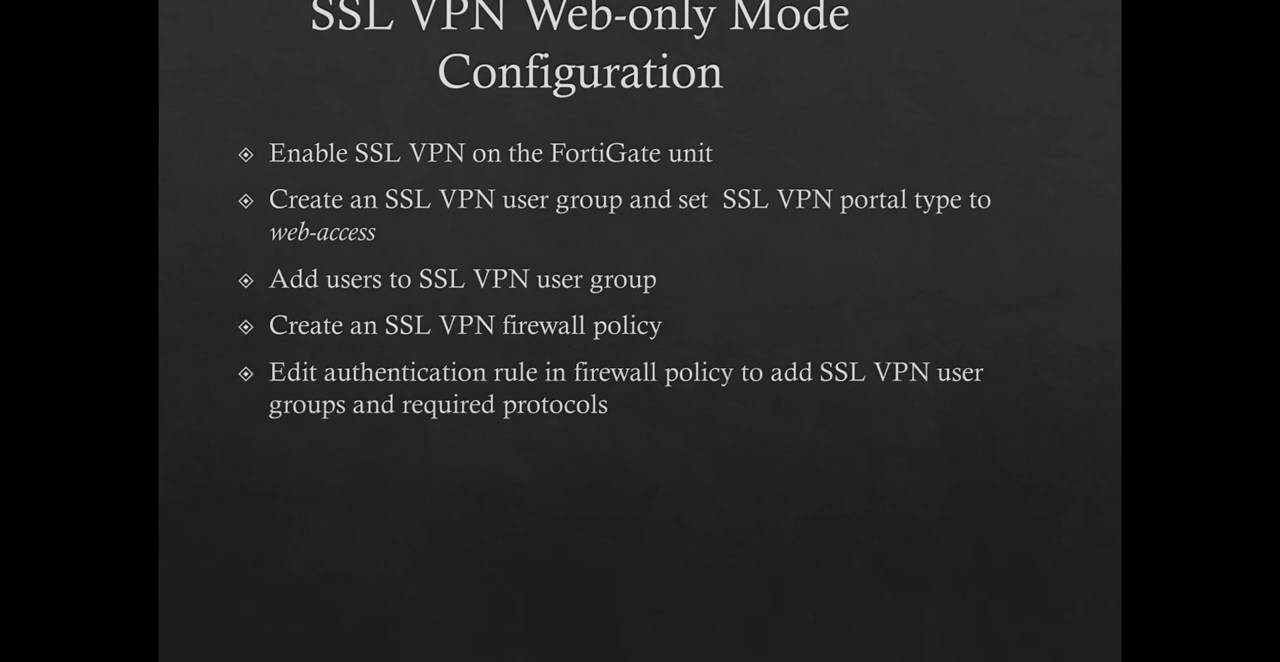 SSL VPN Web-only Mode
Configuration
Enable SSL VPN on the FortiGate unit
Create an SSL VPN user group and set SSL VPN portal type to
web-access
Add users to SSL VPN user group
Create an SSL VPN firewall policy
Edit authentication rule in firewall policy to add SSL VPN user
groups and required protocols